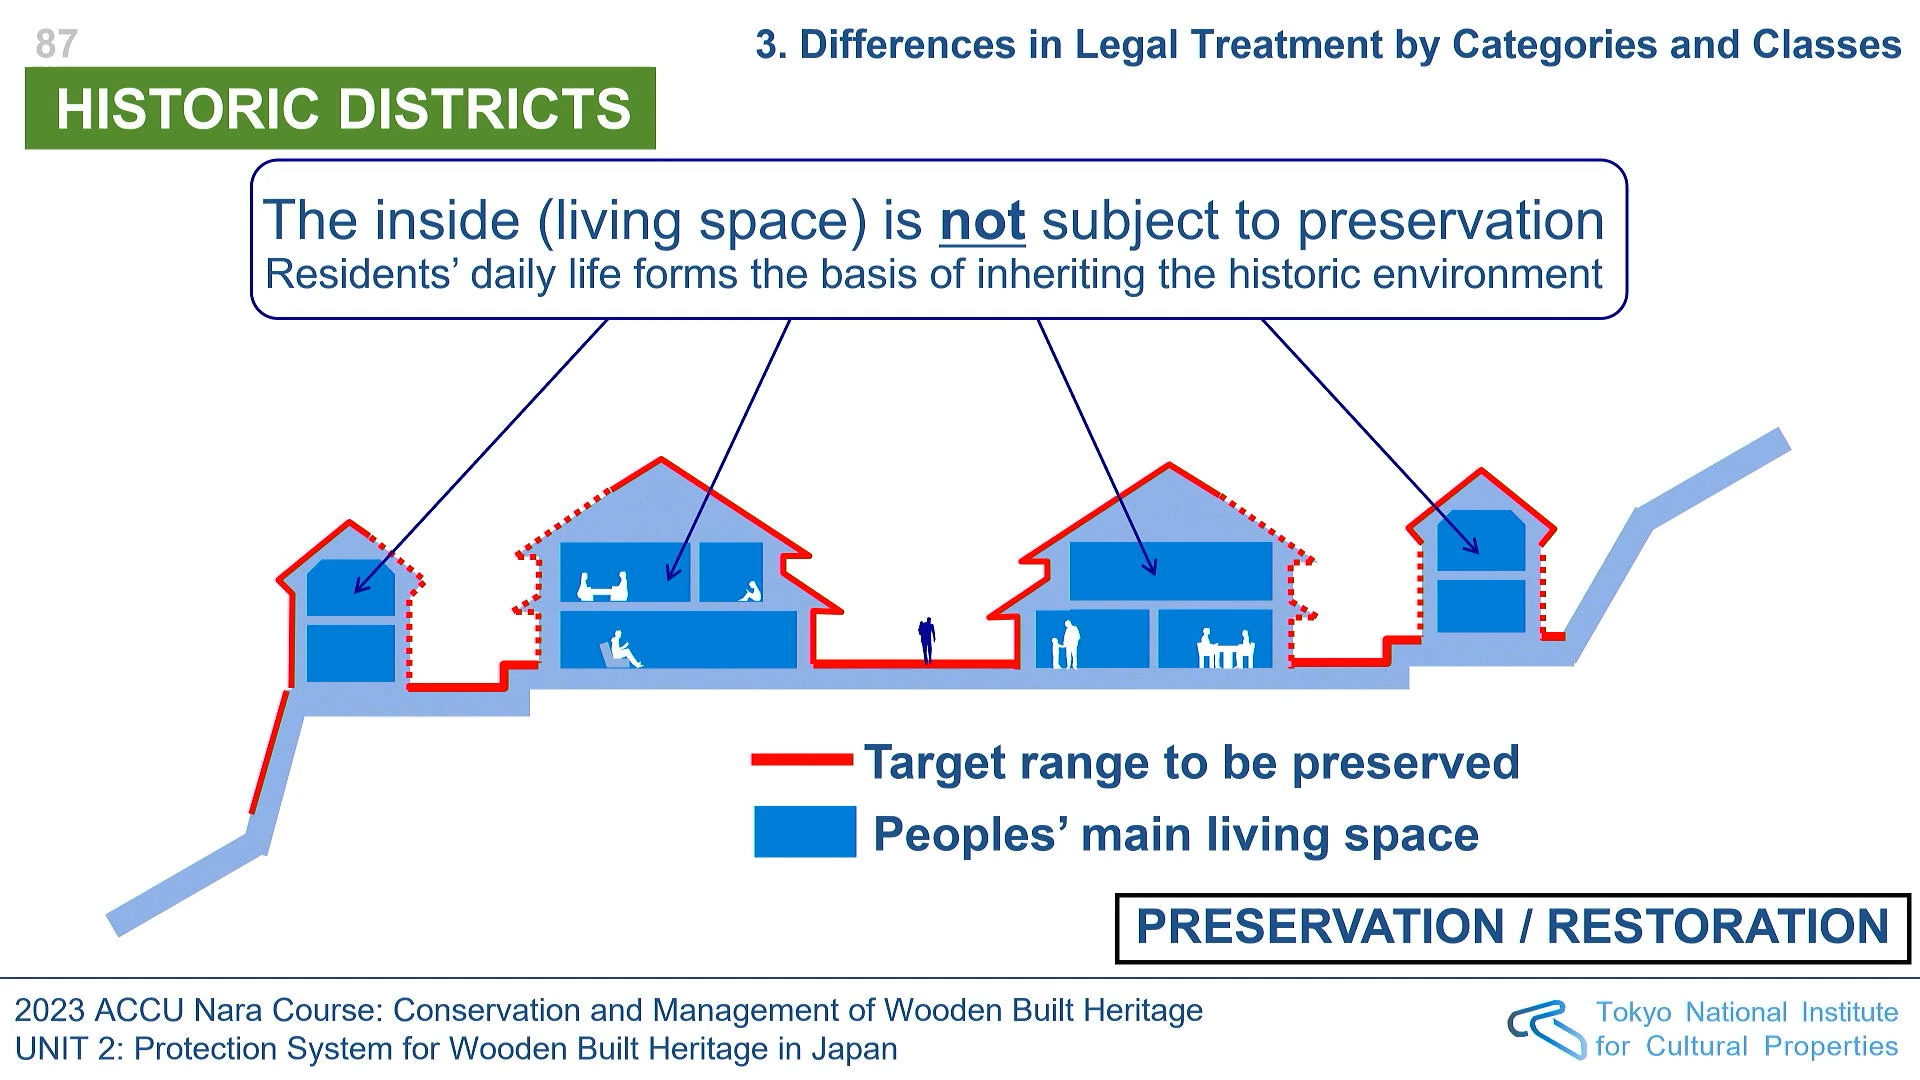 87
3. Differences in Legal Treatment by Categories and Classes
HISTORIC DISTRICTS
The inside (living space) is not subject to preservation
Residents’ daily life forms the basis of inheriting the historic environment
Target range to be preserved
Peoples’ main living space
PRESERVATION / RESTORATION
2023 ACCU Nara Course: Conservation and Management of Wooden Built Heritage
UNIT 2: Protection System for Wooden Built Heritage in Japan
Tokyo National Institute
for Cultural Properties